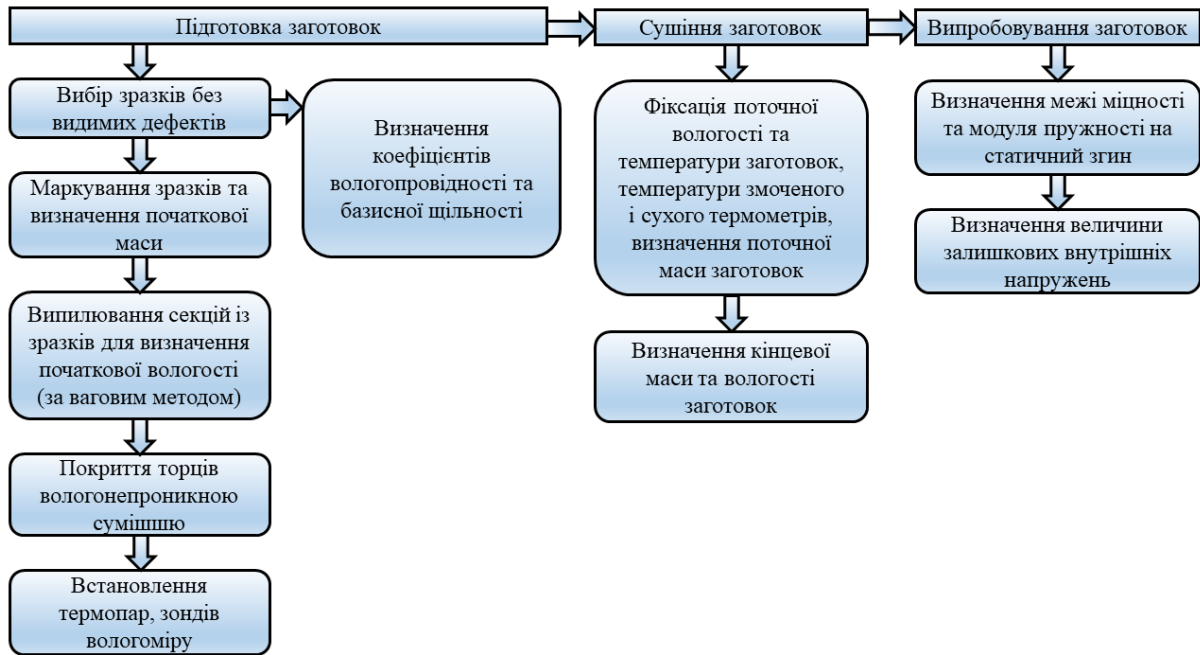 Підготовка заготовок
Сушіння заготовок
Випробовування заготовок
Вибір зразків без
видимих дефектів
Визначення
коефіцієнтів
вологопровідності та
базисної щільності
Маркування зразків та
визначення початкової
маси
Випилювання секцій із
зразків для визначення
початкової вологості
(за ваговим методом)
Покриття торців
вологонепроникною
сумішшю
Встановлення
термопар, зондів
вологоміру
Фіксація поточної
вологості та
температури заготовок,
температури змоченого
і сухого термометрів,
визначення поточної
маси заготовок
Визначення кінцевої
маси та вологості
заготовок
Визначення межі міцності
та модуля пружності на
статичний згин
Визначення величини
залишкових внутрішніх
напружень